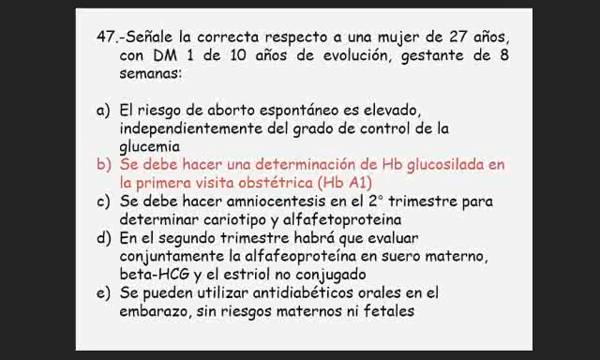 47.-Señale la correcta respecto a una mujer de 27 años,
con DM 1 de 10 años de evolución, gestante de 8
semanas:
a) El riesgo de aborto espontáneo es elevado,
independientemente del grado de control de la
glucemia
b) Se debe hacer una determinación de Hb glucosilada en
la primera visita obstétrica (Hb A1)
c) Se debe hacer amniocentesis en el 2° trimestre para
determinar cariotipo y alfafetoproteina
d) En el segundo trimestre habrá que evaluar
conjuntamente la alfafeoproteína en suero materno,
beta-HCG y el estriol no conjugado
e) Se pueden utilizar antidiabéticos orales en el
embarazo, sin riesgos maternos ni fetales